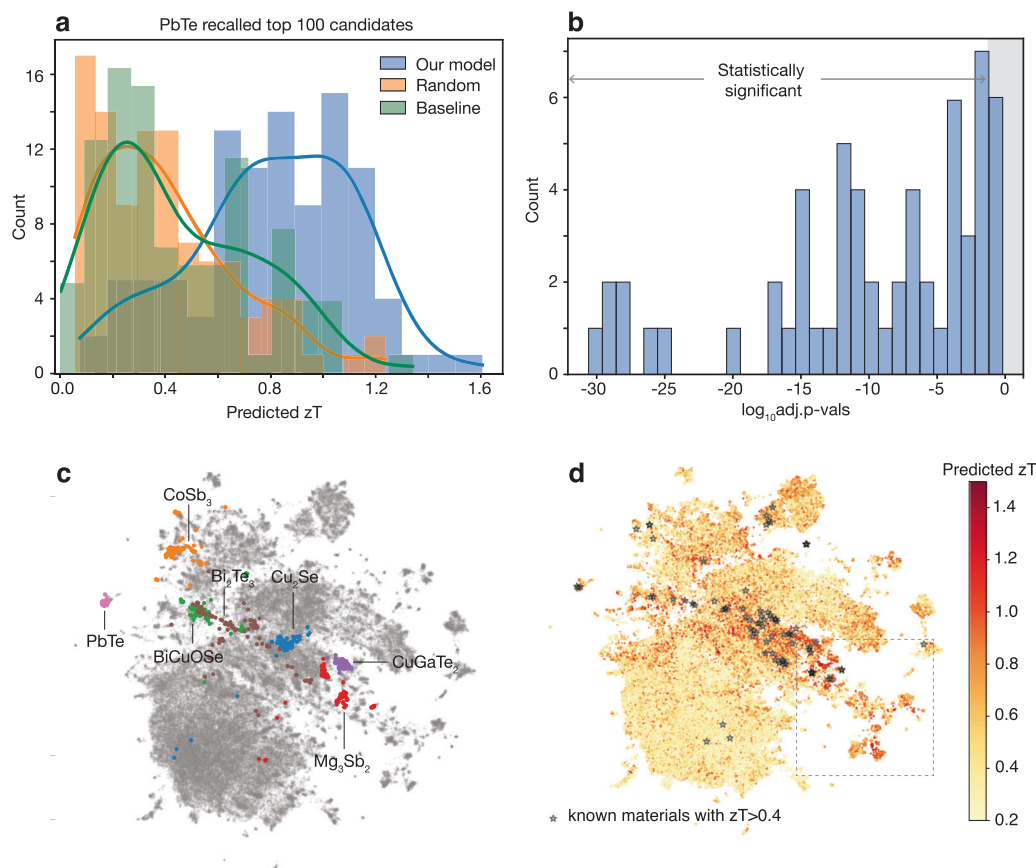 a
PbTe recalled top 100 candidates
Our model
Random
Baseline
Count
16
12
8
4
0
0.0
0.4
0.8
1.2
1.6
Predicted zT
b
Statistically
significant
Count
6
4
2
0
-30
-25
-20
-15
-10
-5
0
log₁₀adj.p-vals
c
CoSb₃
Bi₂Te₃
Cu₂Se
PbTe
BiCuOSe
CuGaTe₂
Mg₃Sb₂
d
Predicted zT
1.4
1.2
1.0
0.8
0.6
0.4
0.2
known materials with zT>0.4